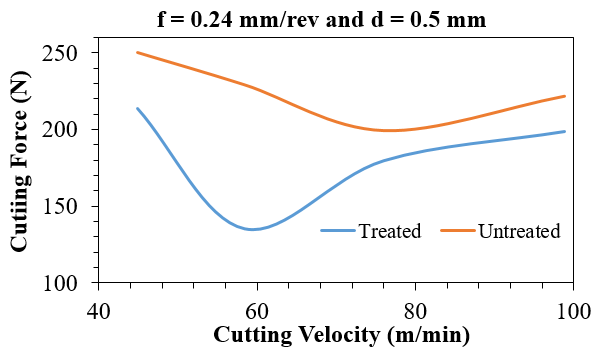 f = 0.24 mm/rev and d = 0.5 mm
Cutiing Force (N)
250
200
150
100
Treated Untreated
40 60 80 100
Cutting Velocity (m/min)